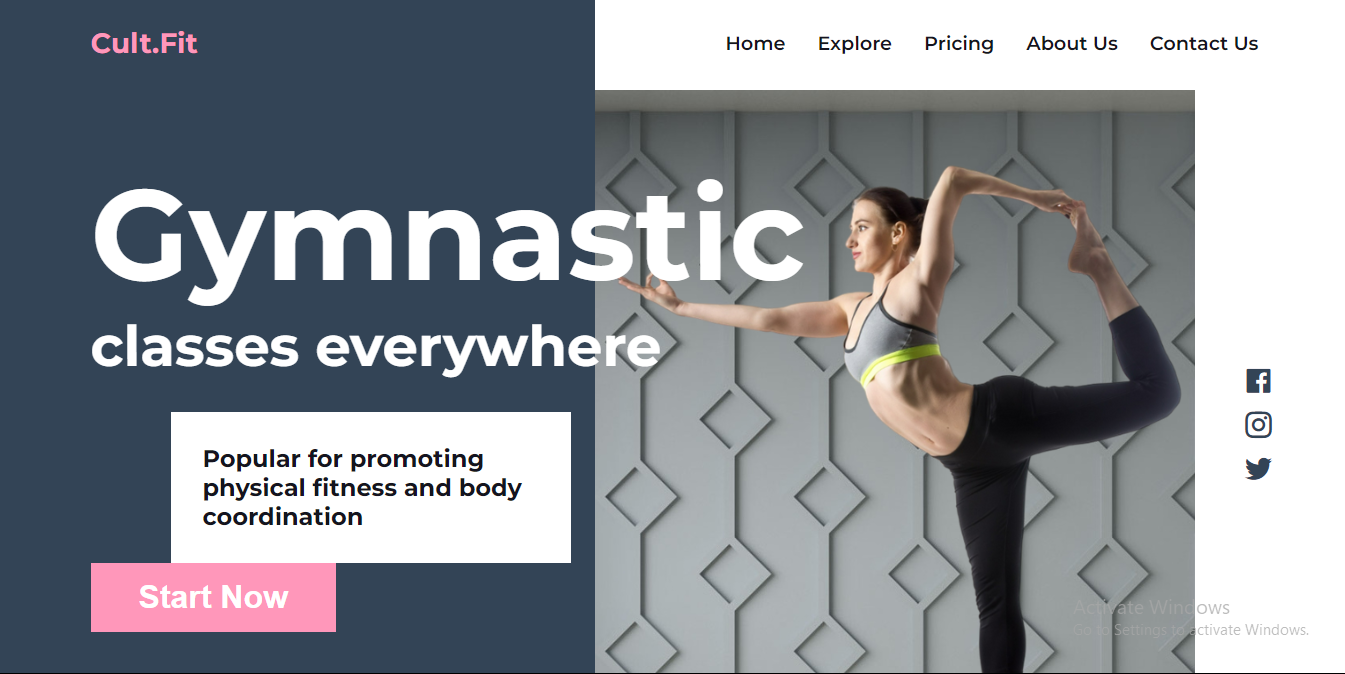 Cult.Fit
Home Explore Pricing About Us Contact Us
Gymnastic
classes everywhere
Popular for promoting
physical fitness and body
coordination
Start Now
Activate Windows
Go to Settings to activate Windows.